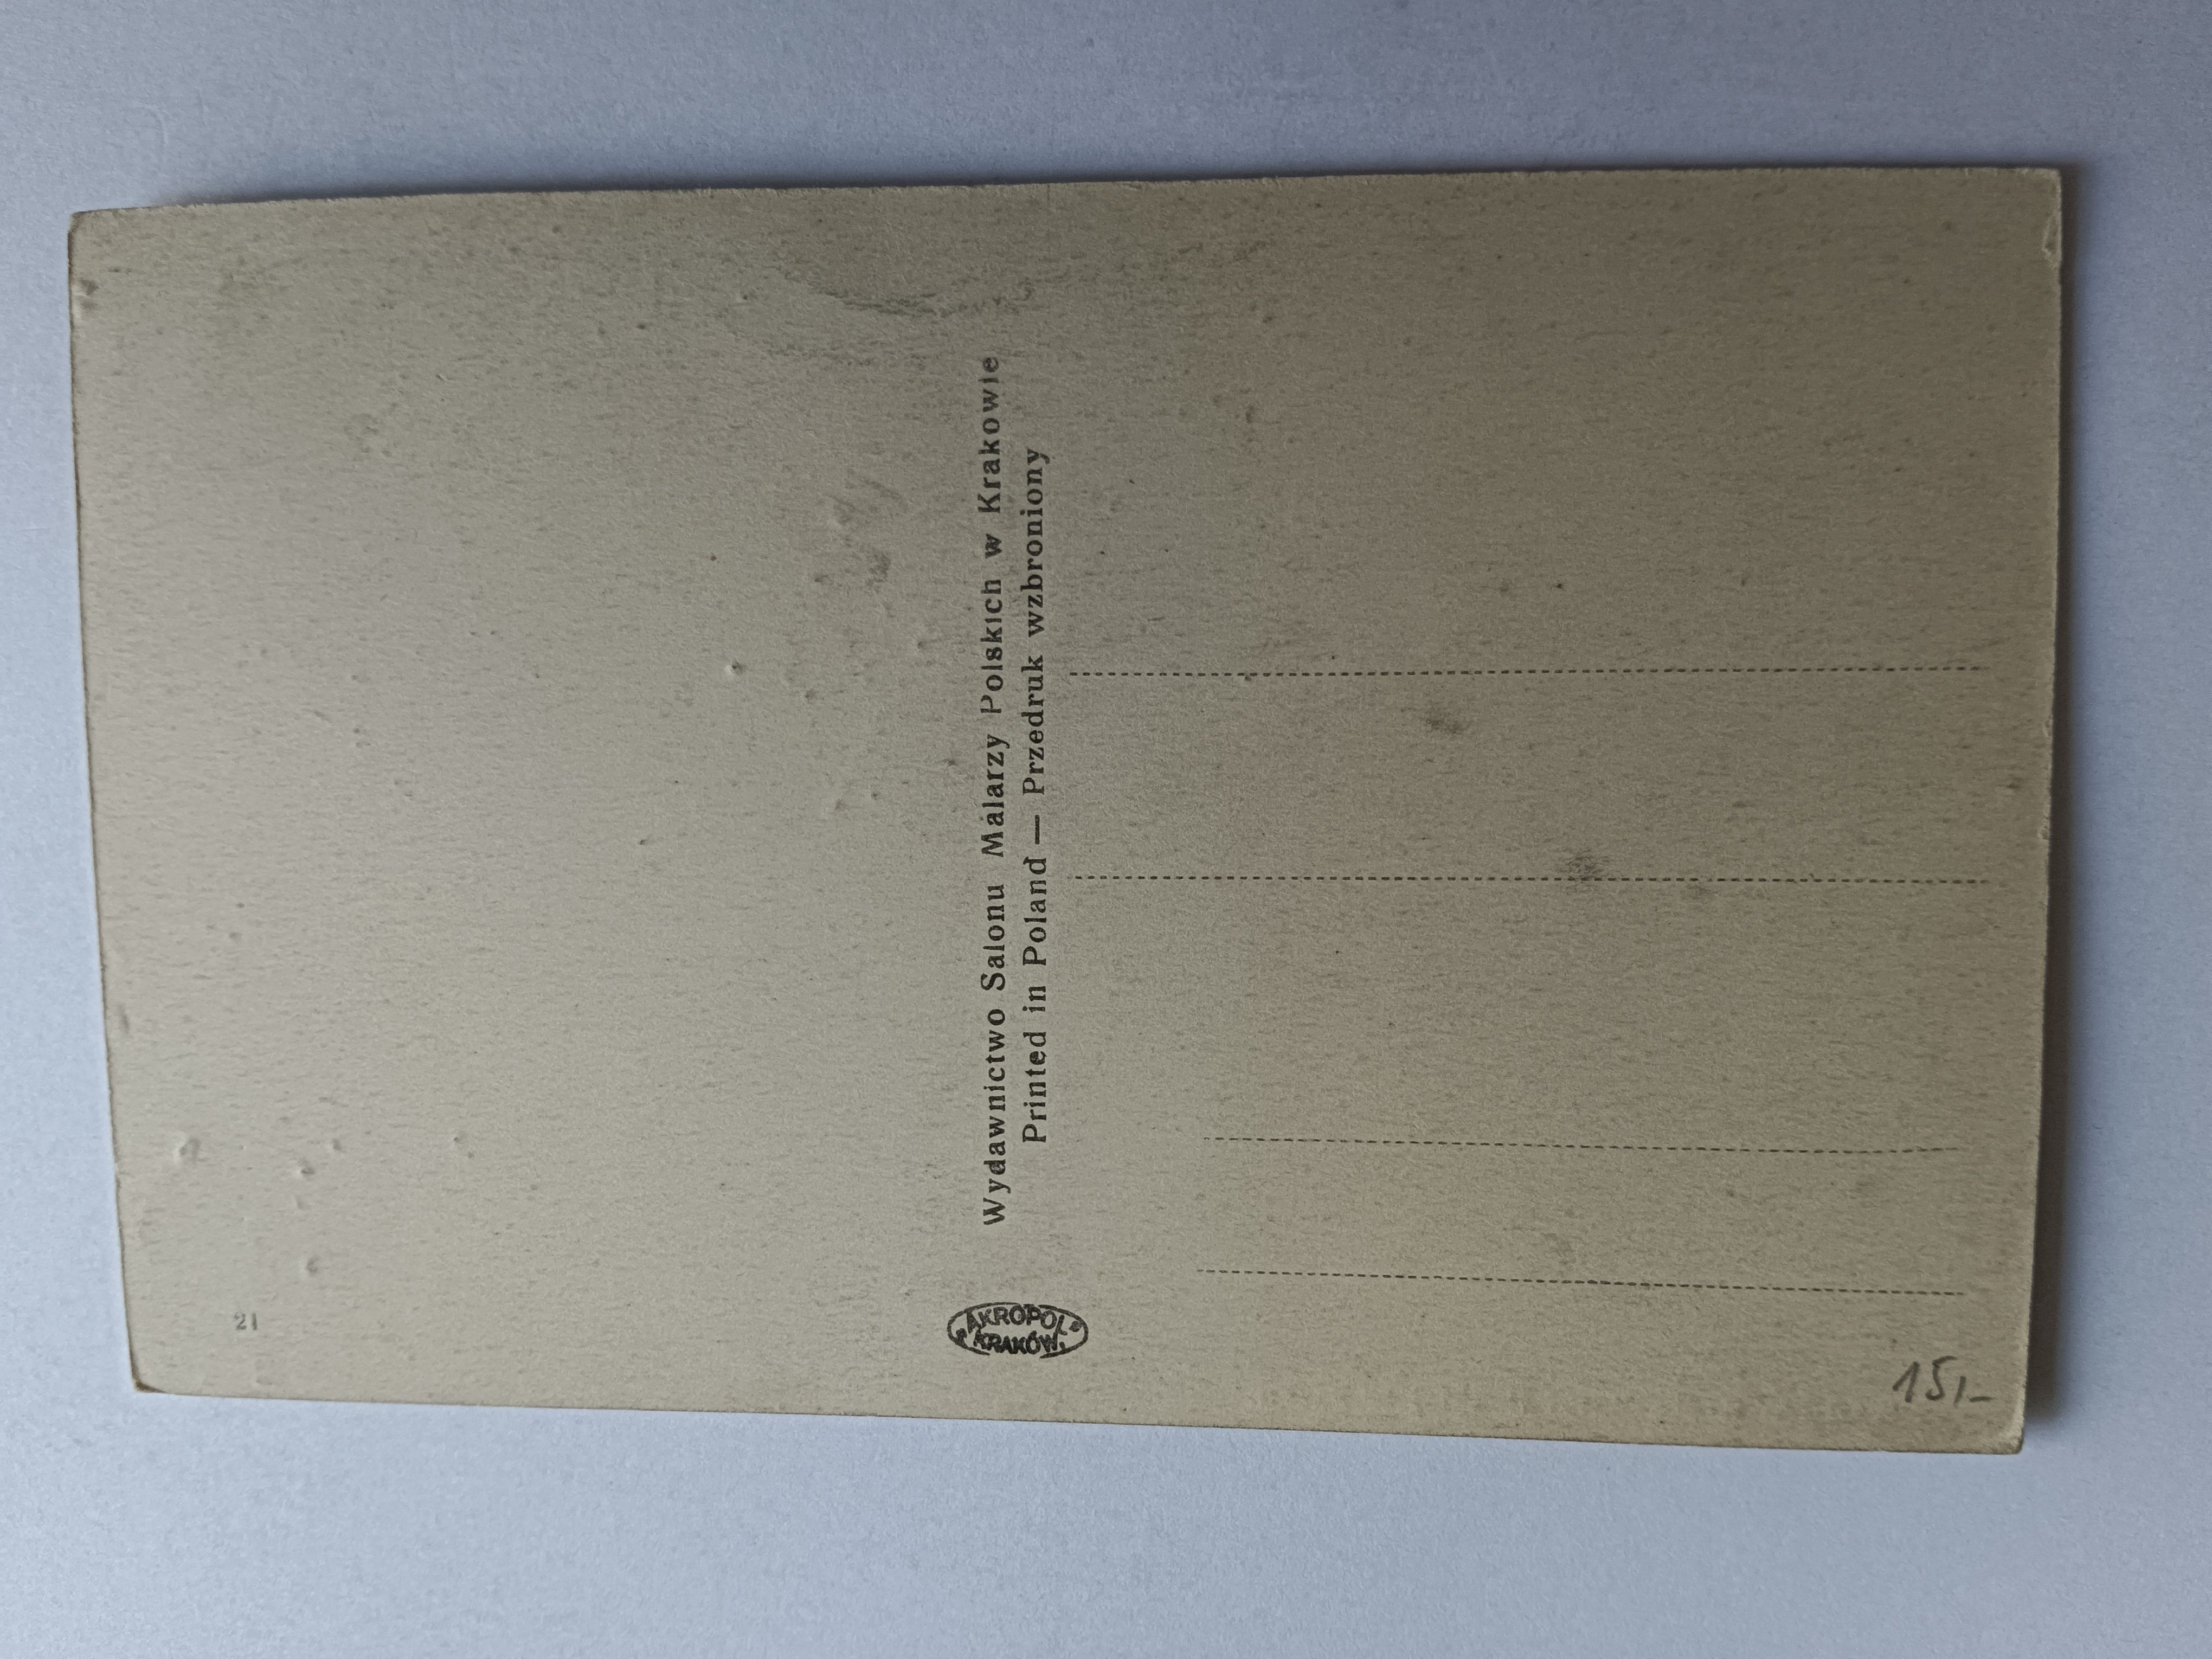 Wydawnictwo Salonu Malarzy Polskich w Krakowie
Printed in Poland — Przedruk wzbroniony
21
„AKROPOL”
KRAKÓW.
15,-